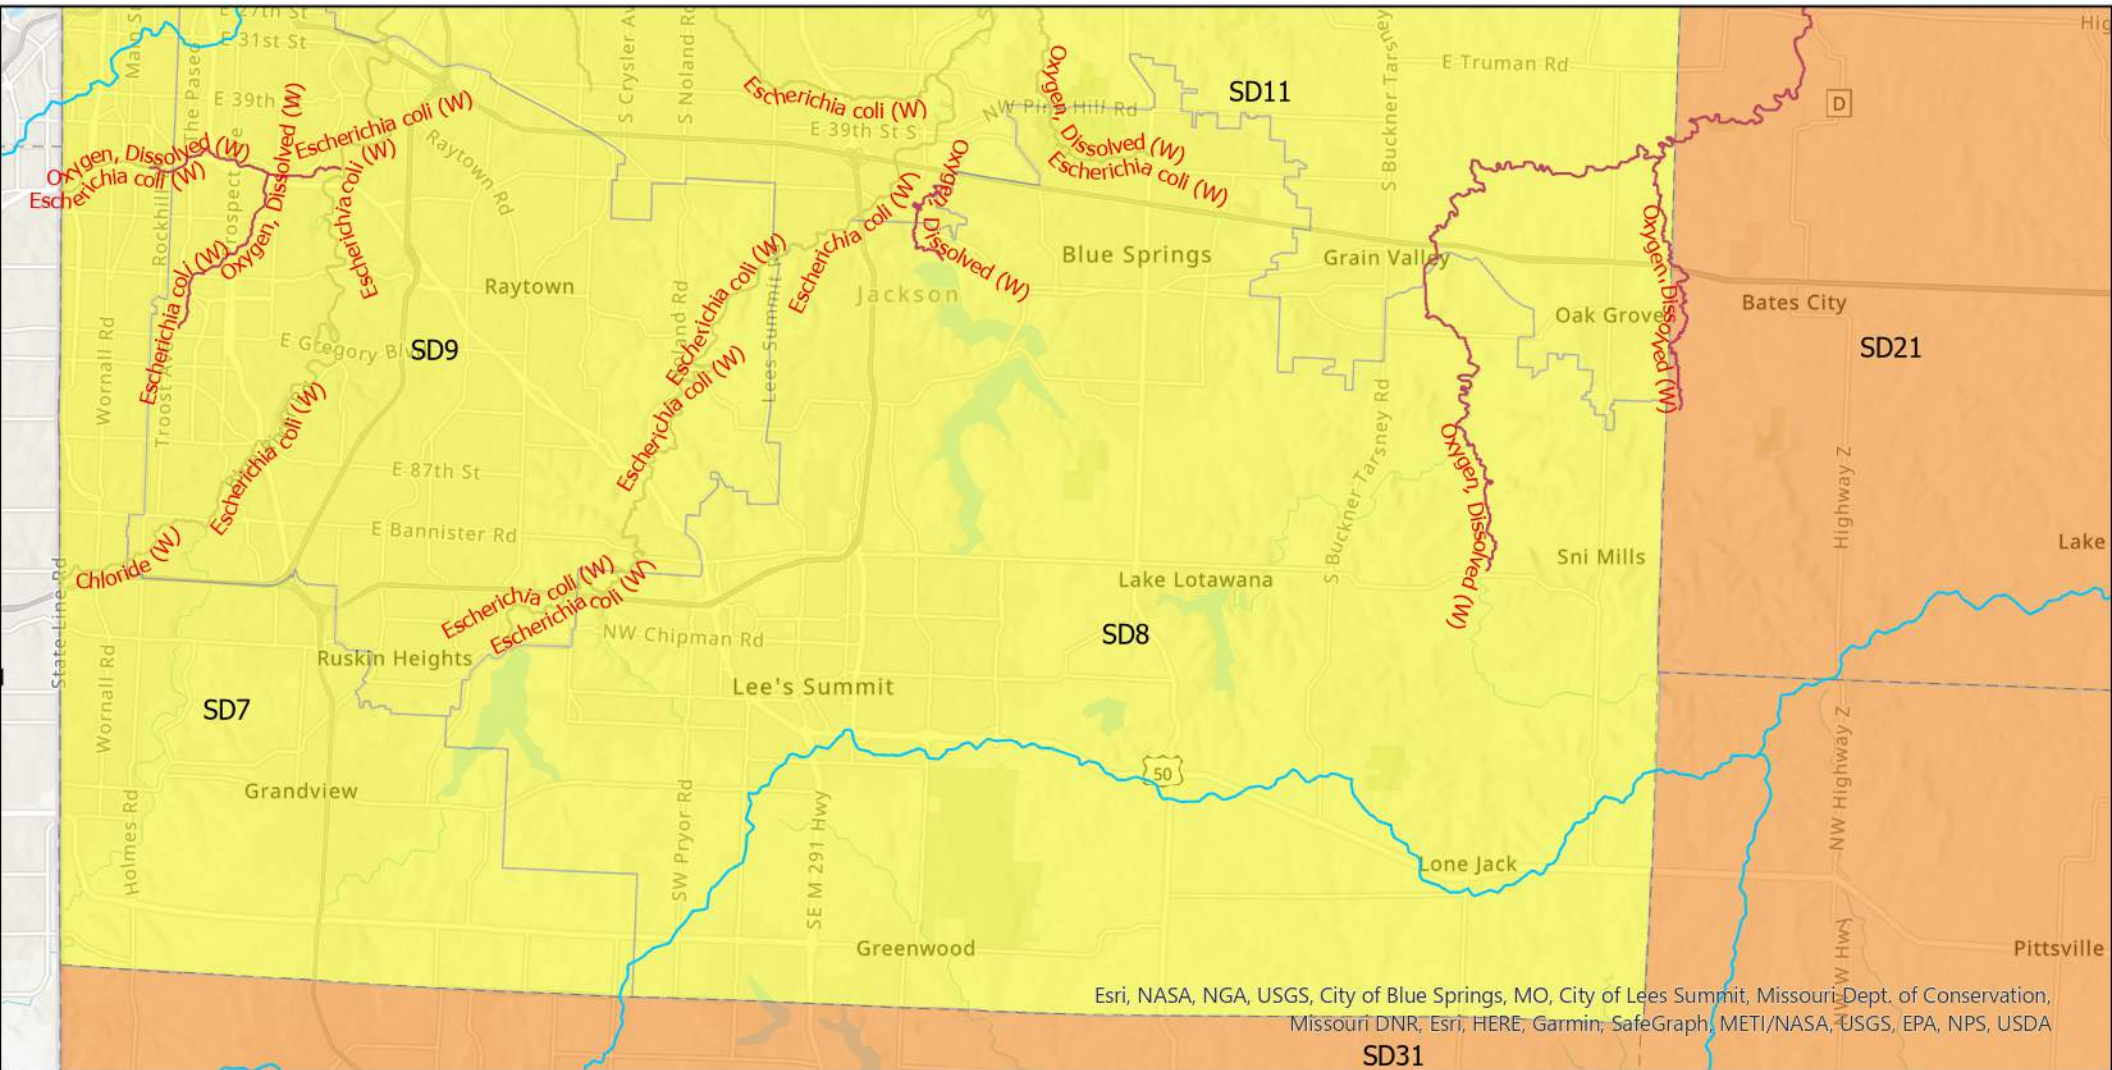 E 27th St
Main St
E 31st St
The Paseo
E 39th
S Crysler Av
S Noland Rd
S Buckner Tarsney
E Truman Rd
SD11
D
Escherichia coli (W)
E 39th St S
NW Pink Hill Rd
Oxygen, Dissolved (W)
Escherichia coli (W)
Escherichia coli (W)
Raytown Rd
Oxygen, Dissolved (W)
Escherichia coli (W)
Oxygen, Dissolved (W)
Escherichia coli (W)
Rockhill
Prospect
Escherichia coli (W)
Escherichia coli (W)
Escherichia coli (W)
Oxygen, Dissolved (W)
Blue Springs
Grain Valley
Oxygen, Dissolved (W)
Oak Grove
Bates City
Raytown
Jackson
Wornall Rd
Troost Ave
E Gregory Blvd
SD9
Lees Summit
SD21
Escherichia coli (W)
Escherichia coli (W)
E 87th St
S Buckner Tarsney Rd
Oxygen, Dissolved (W)
Highway Z
E Bannister Rd
Chloride (W)
State Line Rd
Lake
Sni Mills
Lake Lotawana
Escherichia coli (W)
Escherichia coli (W)
NW Chipman Rd
SD8
Ruskin Heights
Wornall Rd
Lee's Summit
SD7
NW Highway Z
50
Grandview
Holmes Rd
SW Pryor Rd
SE M 291 Hwy
Lone Jack
Greenwood
NW W Hwy
Pittsville
Esri, NASA, NGA, USGS, City of Blue Springs, MO, City of Lees Summit, Missouri Dept. of Conservation,
Missouri DNR, Esri, HERE, Garmin, SafeGraph, METI/NASA, USGS, EPA, NPS, USDA
SD31